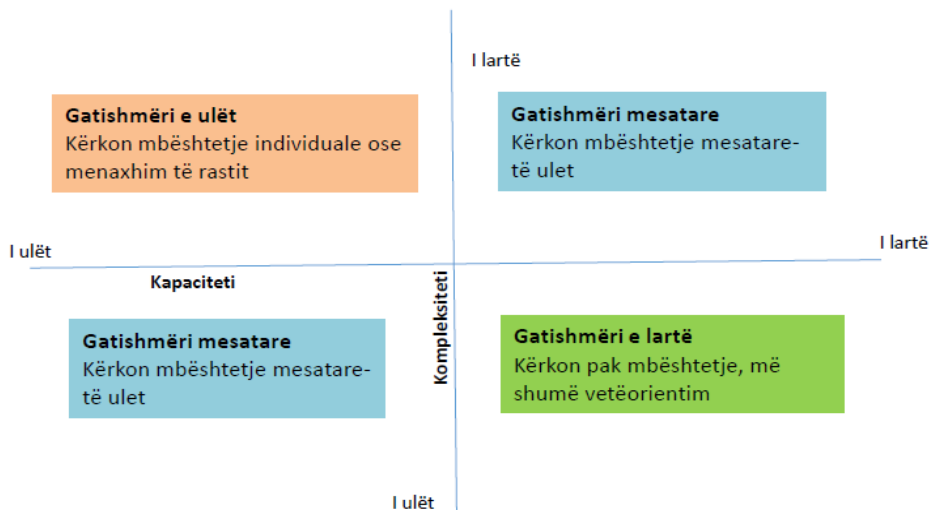 I lartë
Gatishmëri e ulët
Kërkon mbështetje individuale ose
menaxhim të rastit
Gatishmëri mesatare
Kërkon mbështetje mesatare-
të ulet
I ulët
I lartë
Kapaciteti
Kompleksiteti
Gatishmëri mesatare
Kërkon mbështetje mesatare-
të ulet
Gatishmëri e lartë
Kërkon pak mbështetje, më
shumë vetëorientim
I ulët